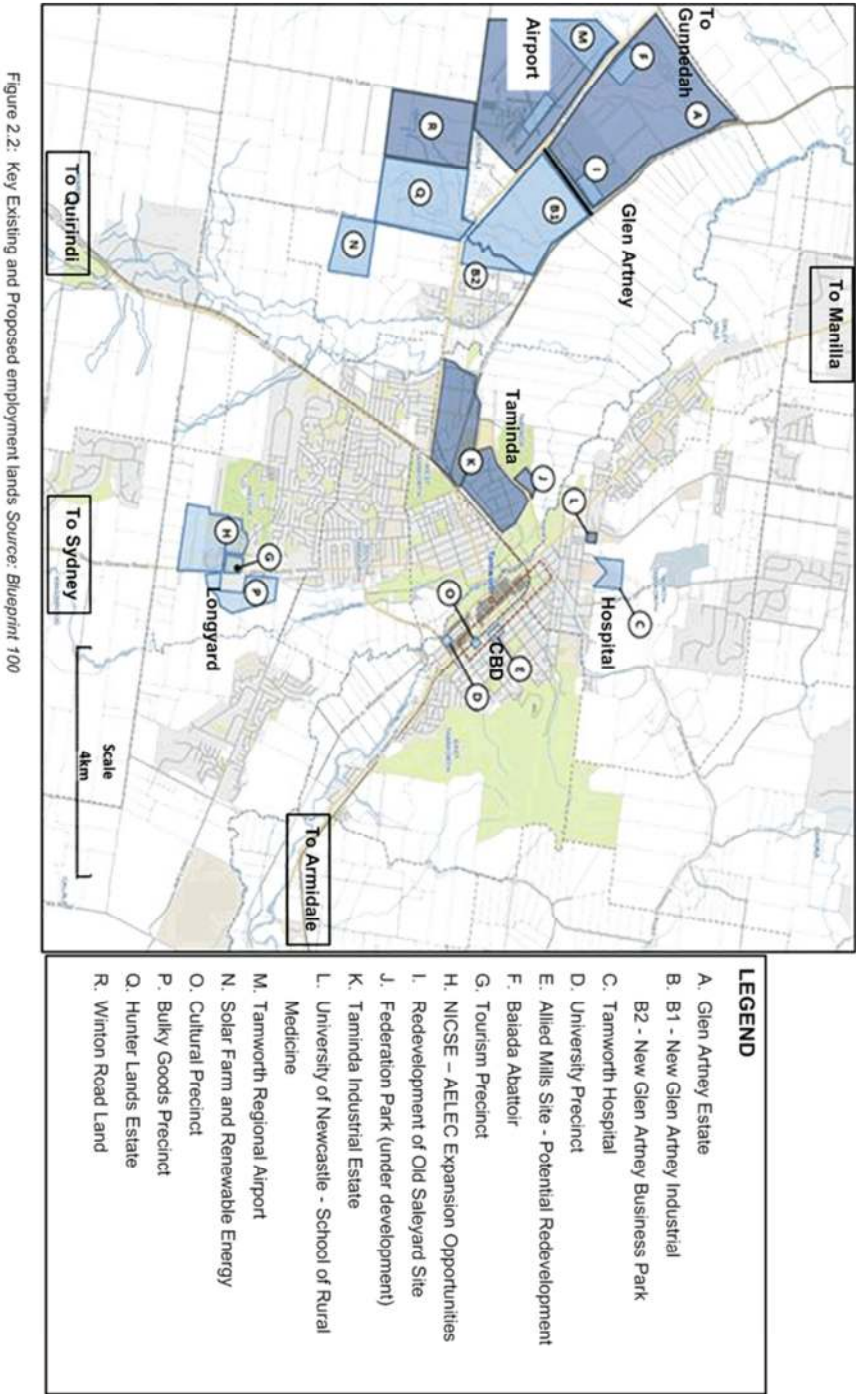 To Gunnedah
Airport
Glen Artney
To Manilla
Taminda
Hospital
CBD
Longyard
To Quirindi
To Sydney
To Armidale
Scale
4km
M
F
A
I
R
Q
B1
B2
N
K
J
L
C
O
E
D
H
G
P
LEGEND
A. Glen Artney Estate
B. B1 - New Glen Artney Industrial
B2 - New Glen Artney Business Park
C. Tamworth Hospital
D. University Precinct
E. Allied Mills Site - Potential Redevelopment
F. Baiada Abattoir
G. Tourism Precinct
H. NICSE – AELEC Expansion Opportunities
I. Redevelopment of Old Saleyard Site
J. Federation Park (under development)
K. Taminda Industrial Estate
L. University of Newcastle - School of Rural
Medicine
M. Tamworth Regional Airport
N. Solar Farm and Renewable Energy
O. Cultural Precinct
P. Bulky Goods Precinct
Q. Hunter Lands Estate
R. Winton Road Land
Figure 2.2: Key Existing and Proposed employment lands Source: Blueprint 100